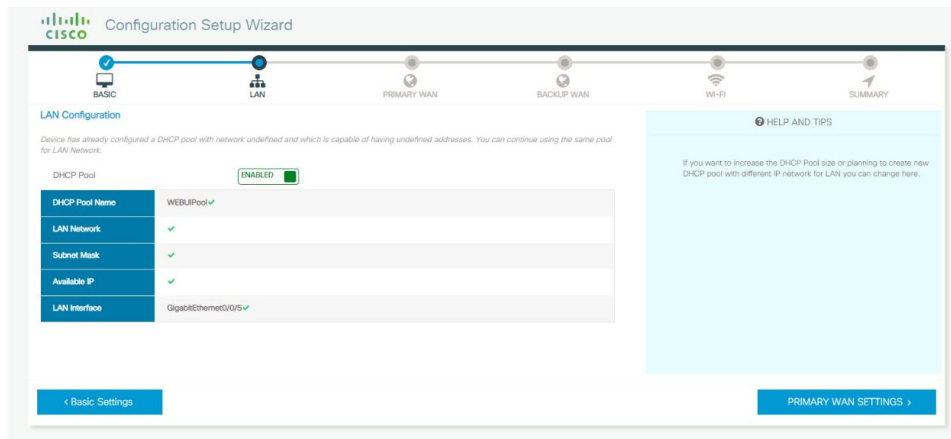 CISCO
Configuration Setup Wizard
BASIC
LAN
PRIMARY WAN
BACKUP WAN
WI-FI
SUMMARY
LAN Configuration
Device has already configured a DHCP pool with network undefined and which is capable of having undefined addresses. You can continue using the same pool
for LAN Network.
DHCP Pool
ENABLED
DHCP Pool Name
WEBUIPool
LAN Network
Subnet Mask
Available IP
LAN Interface
GigabitEthernet0/0/5
HELP AND TIPS
If you want to increase the DHCP Pool size or planning to create new
DHCP pool with different IP network for LAN you can change here.
< Basic Settings
PRIMARY WAN SETTINGS >